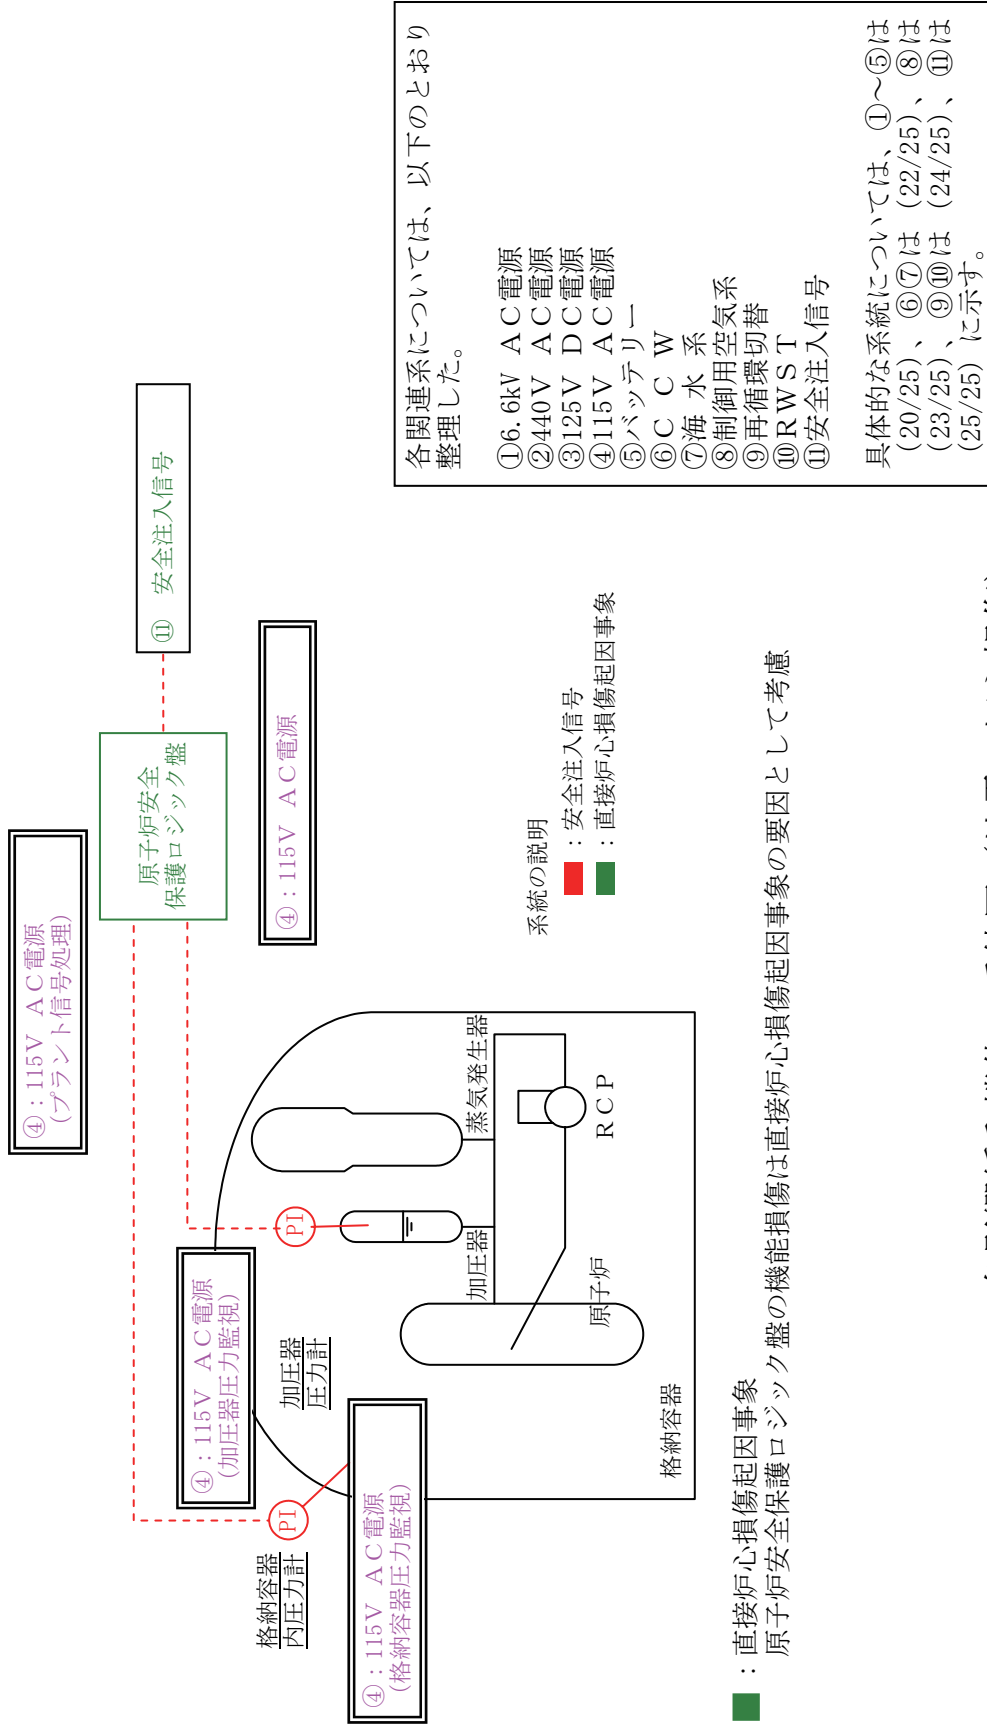 ④：115V AC電源
(プラント信号処理)
原子炉安全
保護ロジック盤
⑪ 安全注入信号
④：115V AC電源
④：115V AC電源
(加圧器圧力監視)
④：115V AC電源
(格納容器圧力監視)
格納容器
内圧力計
PI
加圧器
圧力計
PI
加圧器
蒸気発生器
RCP
原子炉
格納容器
系統の説明
：安全注入信号
：直接炉心損傷起因事象
：直接炉心損傷起因事象
原子炉安全保護ロジック盤の機能損傷は直接炉心損傷起因事象の要因として考慮
各関連系については、以下のとおり
整理した。
①6.6kV AC電源
②440V AC電源
③125V DC電源
④115V AC電源
⑤バッテリー
⑥C C W
⑦海 水 系
⑧制御用空気系
⑨再循環切替
⑩RWST
⑪安全注入信号
具体的な系統については、①～⑤は
(20/25)、⑥⑦は (22/25)、⑧は
(23/25)、⑨⑩は (24/25)、⑪は
(25/25) に示す。